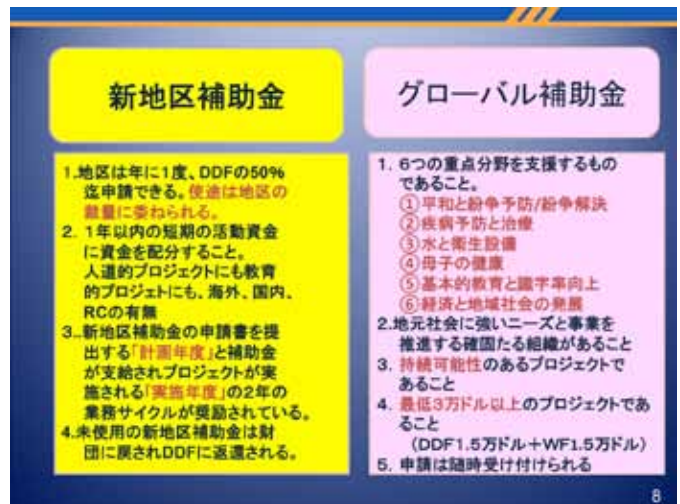 新地区補助金
1.地区は年に1度、DDFの50%
迄申請できる。使途は地区の
裁量に委ねられる。
2. 1年以内の短期の活動資金
に資金を配分すること。
人道的プロジェクトにも教育
的プロジェトにも、海外、国内、
RCの有無
3..新地区補助金の申請書を提
出する「計画年度」と補助金
が支給されプロジェクトが実
施される「実施年度」の2年の
業務サイクルが奨励されている。
4.未使用の新地区補助金は財
団に戻されDDFに返還される。
グローバル補助金
1. 6つの重点分野を支援するもの
であること。
①平和と紛争予防/紛争解決
②疾病予防と治療
③水と衛生設備
④母子の健康
⑤基本的教育と識字率向上
⑥経済と地域社会の発展
2.地元社会に強いニーズと事業を
推進する確固たる組織があること
3. 持続可能性のあるプロジェクトで
あること
4. 最低3万ドル以上のプロジェクトであ
ること
（DDF1.5万ドル＋WF1.5万ドル）
5. 申請は随時受け付けられる
8